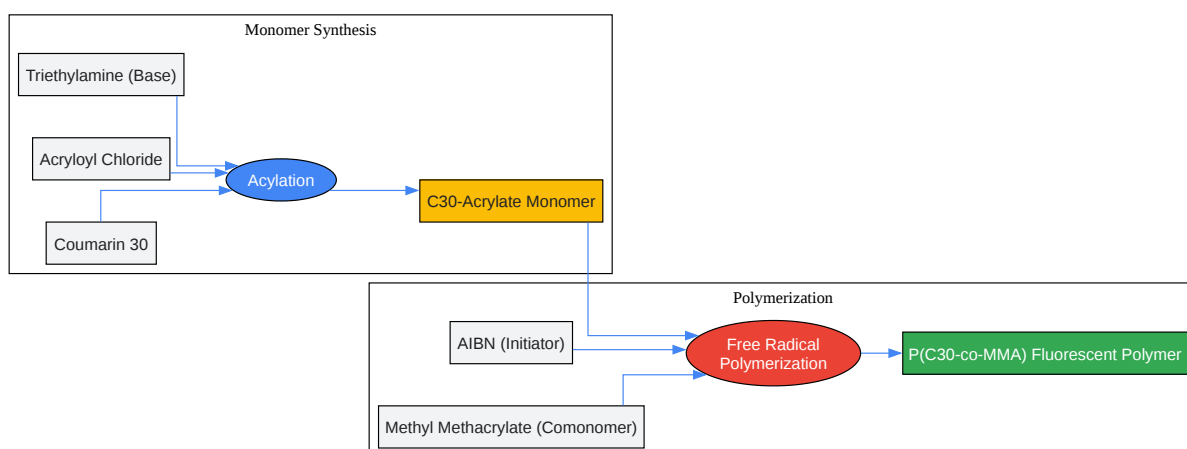 Monomer Synthesis
Triethylamine (Base)
Acryloyl Chloride
Acylation
C30-Acrylate Monomer
Coumarin 30
Polymerization
AIBN (Initiator)
Free Radical
Polymerization
P(C30-co-MMA) Fluorescent Polymer
Methyl Methacrylate (Comonomer)